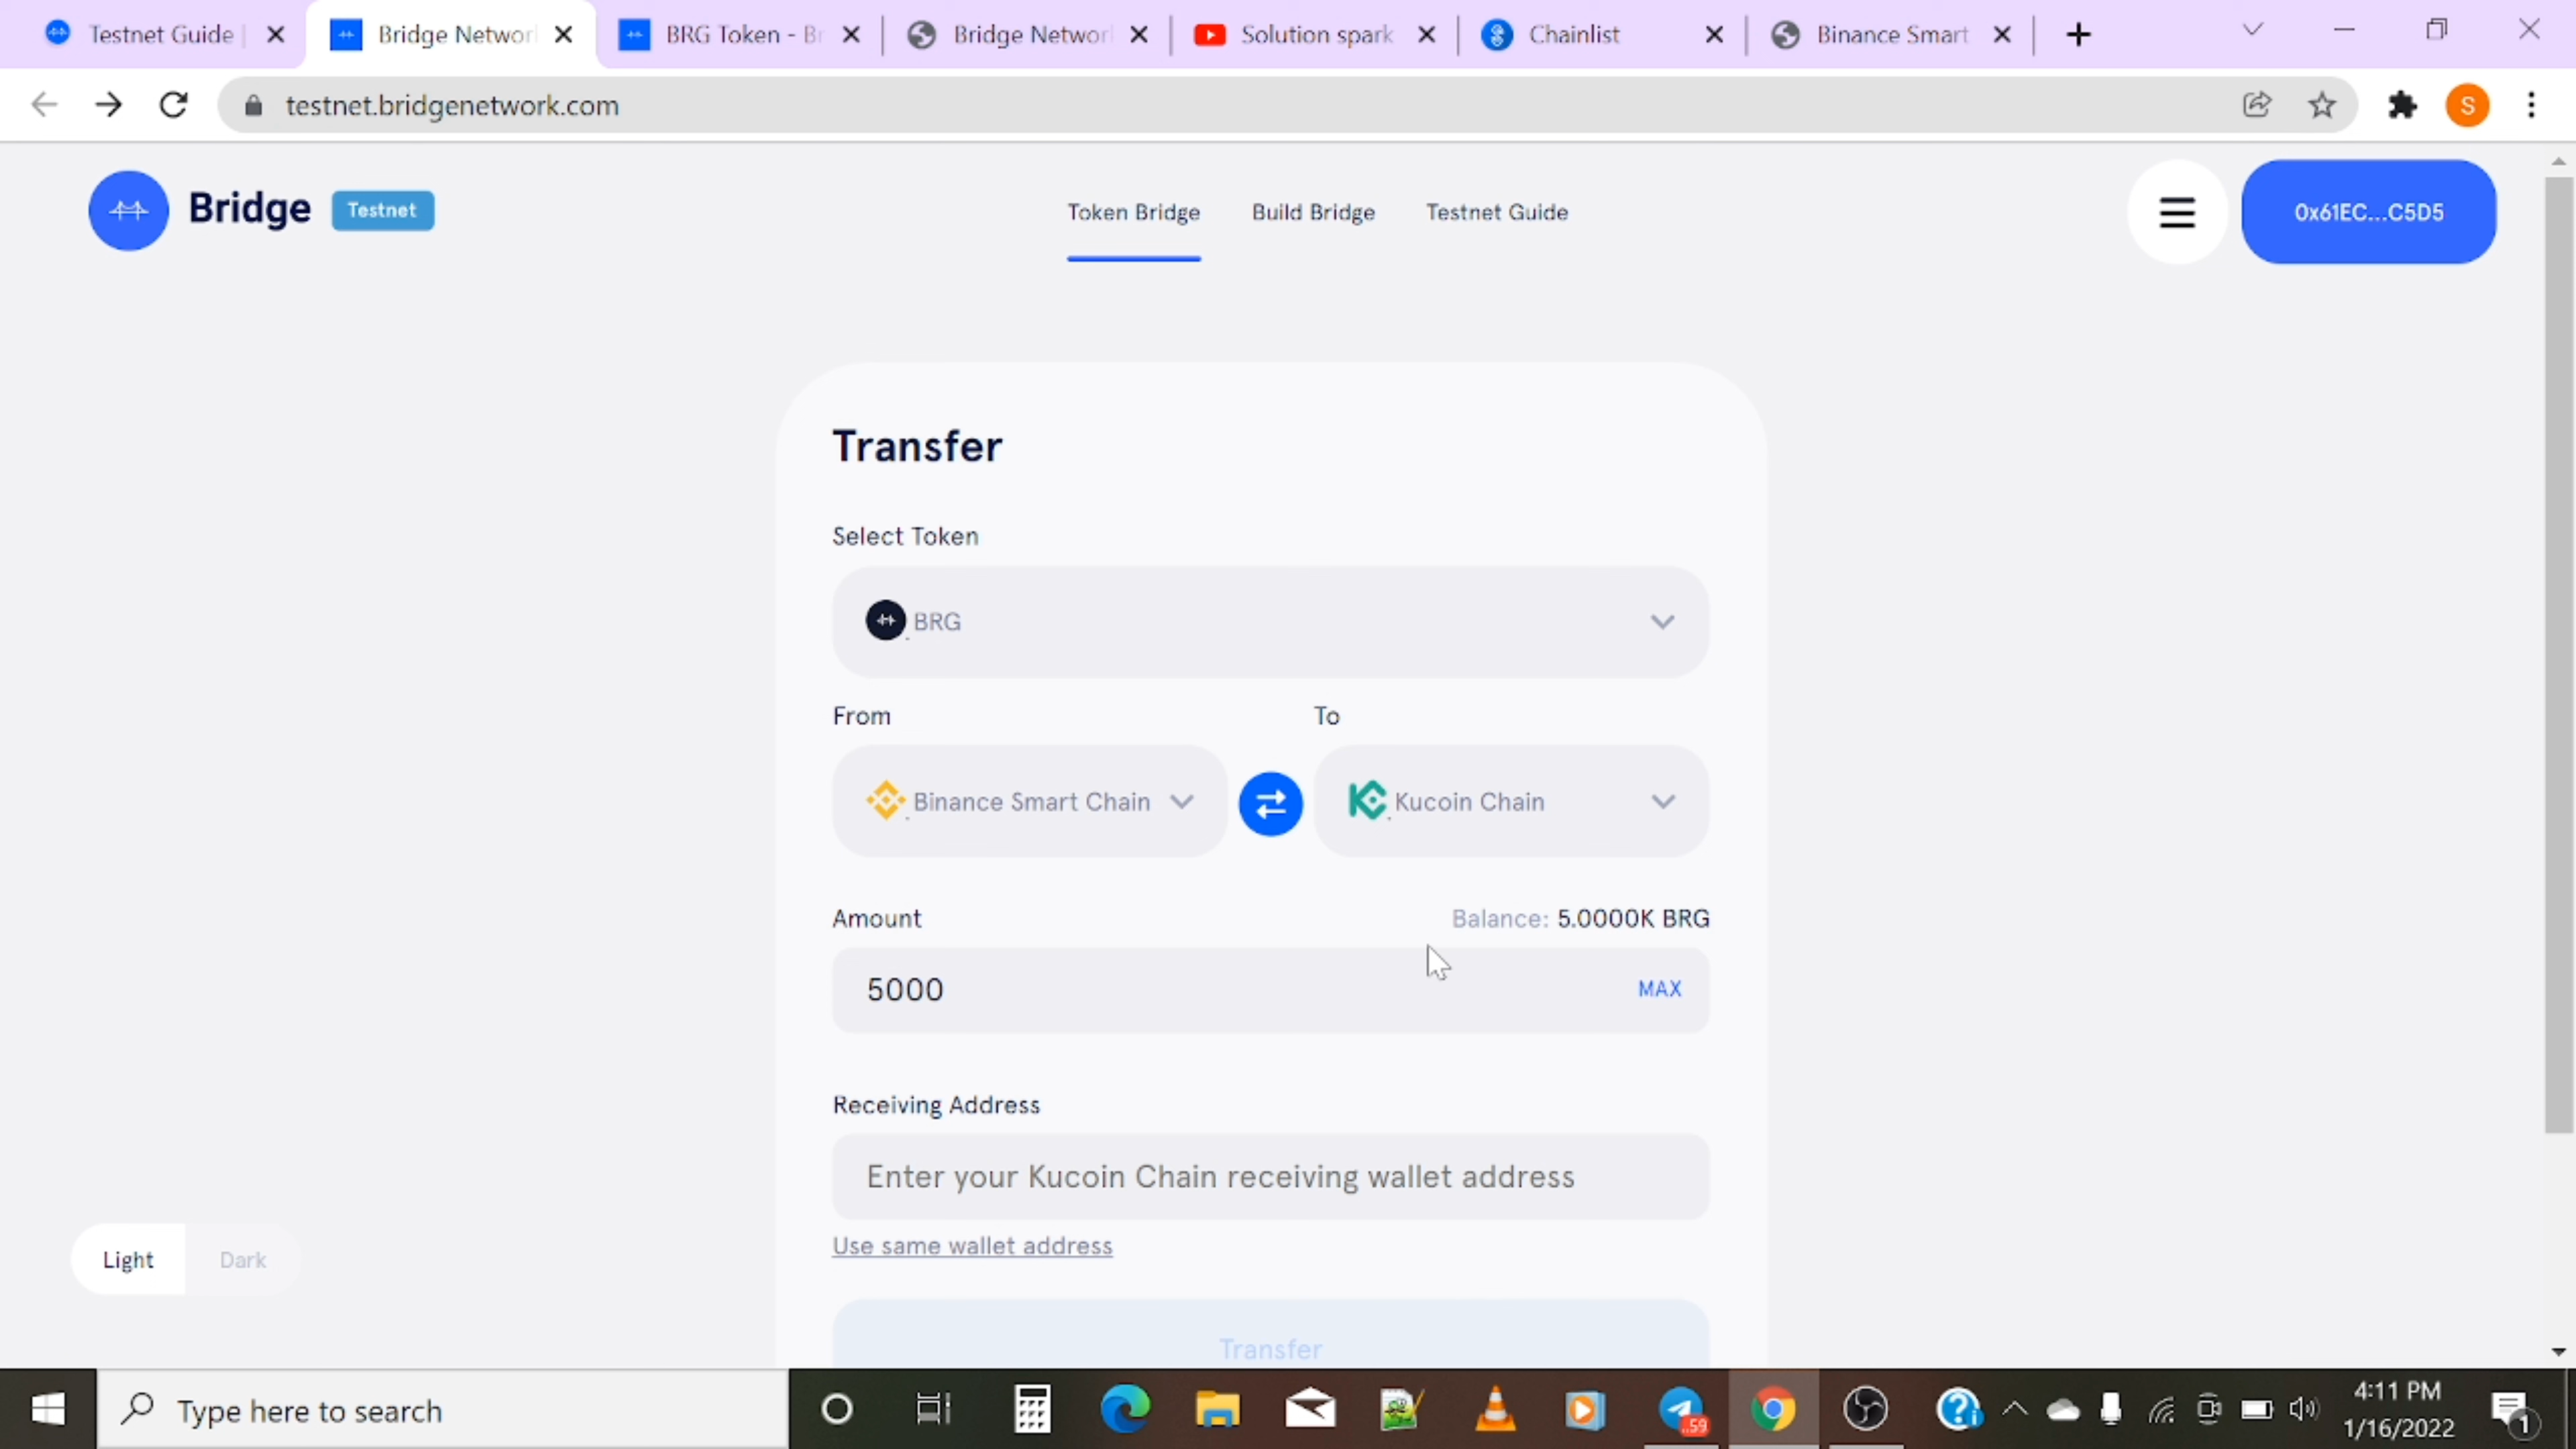 Testnet Guide
Bridge Networ
BRG Token - Br
Bridge Networ
Solution spark
Chainlist
Binance Smart
testnet.bridgenetwork.com
S
Bridge
Testnet
Token Bridge
Build Bridge
Testnet Guide
0x61EC...C5D5
Transfer
Select Token
BRG
From
To
Binance Smart Chain
Kucoin Chain
Amount
Balance: 5.0000K BRG
5000
MAX
Receiving Address
Enter your Kucoin Chain receiving wallet address
Use same wallet address
Light
Dark
Transfer
Type here to search
..59
4:11 PM
1/16/2022
1